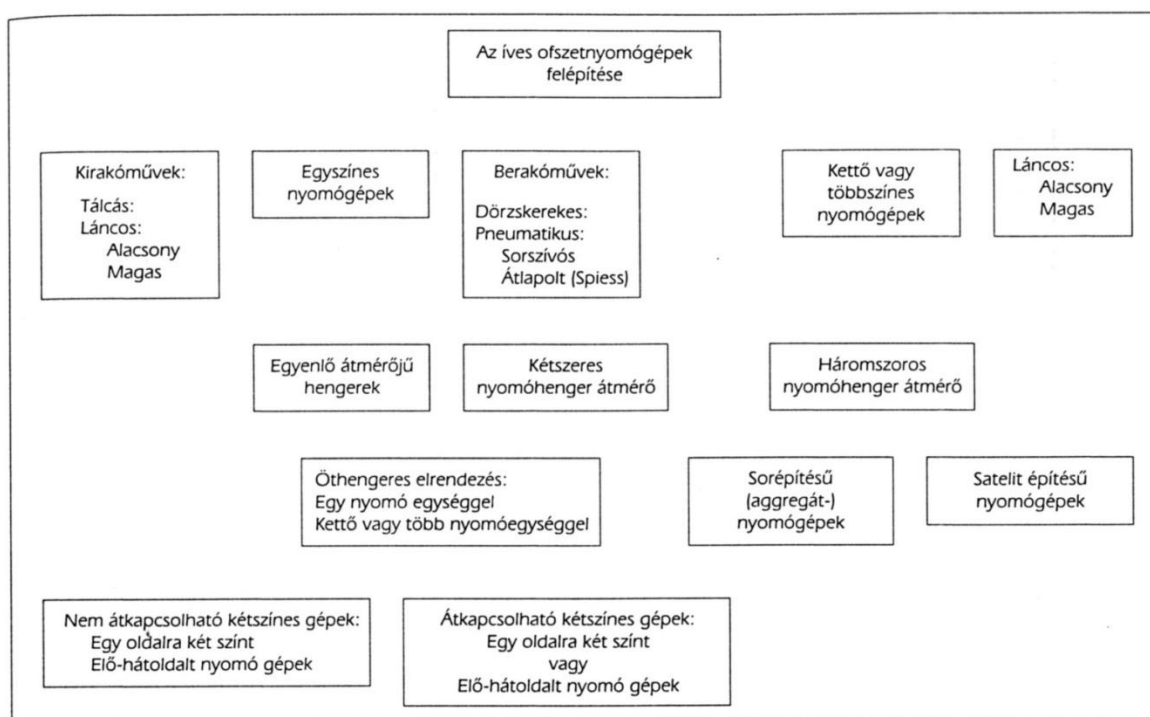 Az íves ofszetnyomógépek
felépítése
Kirakóművek:
Tálcás:
Láncos:
Alacsony
Magas
Egyszínes
nyomógépek
Berakóművek:
Dörzskerekes:
Pneumatikus:
Sorszívós
Átlapolt (Spiess)
Kettő vagy
többszínes
nyomógépek
Láncos:
Alacsony
Magas
Egyenlő átmérőjű
hengerek
Kétszeres
nyomóhenger átmérő
Háromszoros
nyomóhenger átmérő
Öthengeres elrendezés:
Egy nyomó egységgel
Kettő vagy több nyomóegységgel
Sorépítésű
(aggregát-)
nyomógépek
Satelit építésű
nyomógépek
Nem átkapcsolható kétszínes gépek:
Egy oldalra két színt
Elő-hátoldalt nyomó gépek
Átkapcsolható kétszínes gépek:
Egy oldalra két színt
vagy
Elő-hátoldalt nyomó gépek